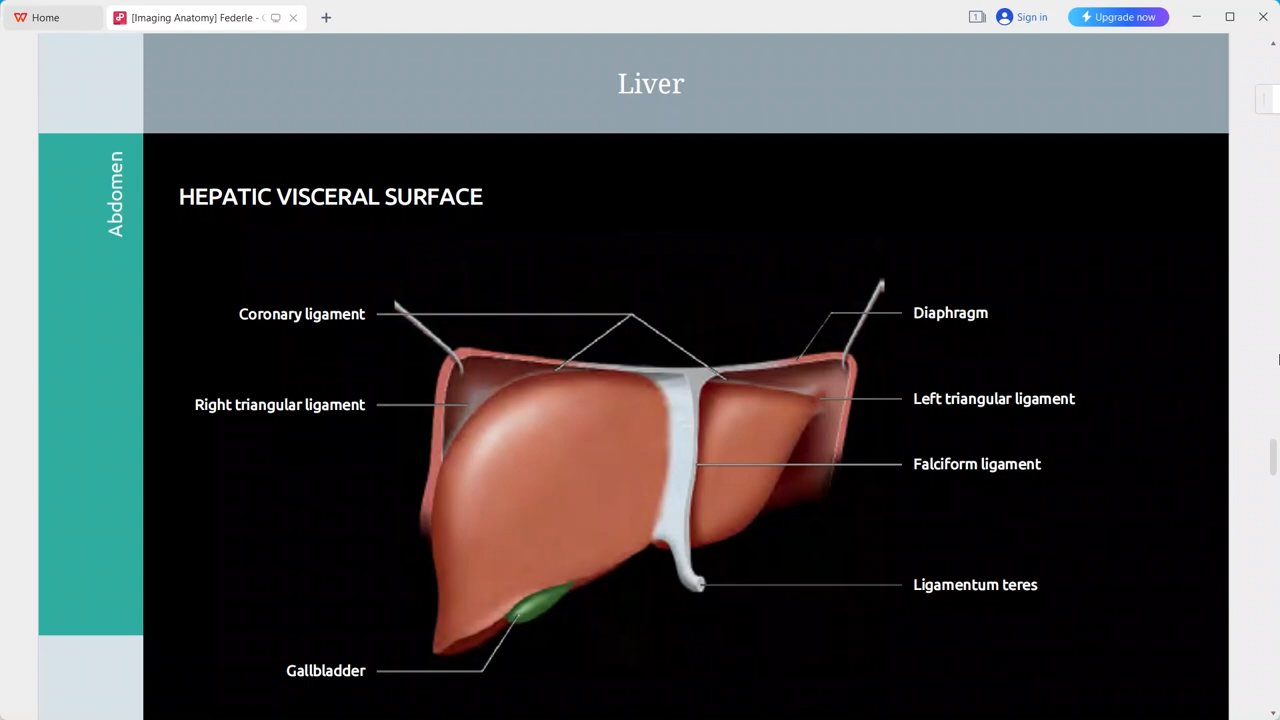 Home
[Imaging Anatomy] Federle -
1
Sign in
Upgrade now
Liver
Abdomen
HEPATIC VISCERAL SURFACE
Coronary ligament
Diaphragm
Right triangular ligament
Left triangular ligament
Falciform ligament
Ligamentum teres
Gallbladder